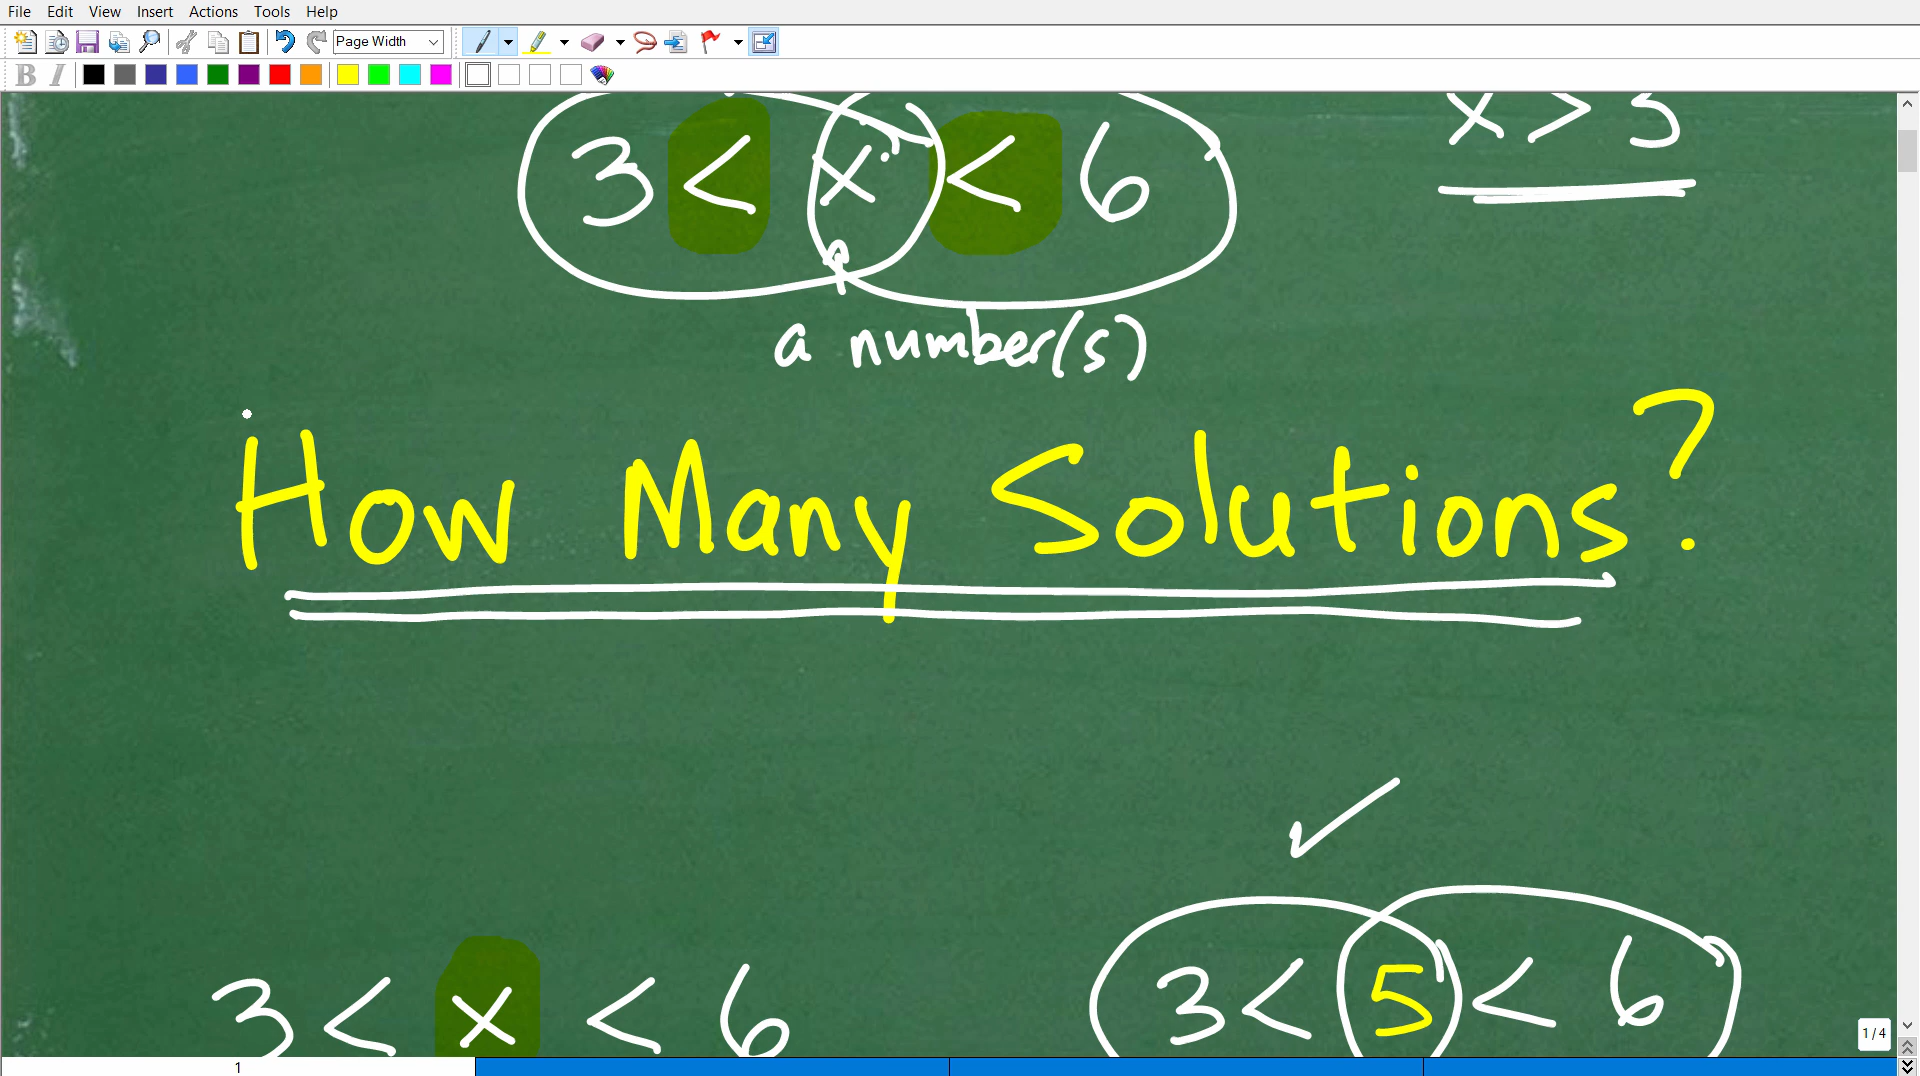 File Edit View Insert Actions Tools Help
Page Width
B I
3 < x < 6
x > 3
a number(s)
How Many Solutions?
3 < x < 6
3 < 5 < 6
1 / 4
1